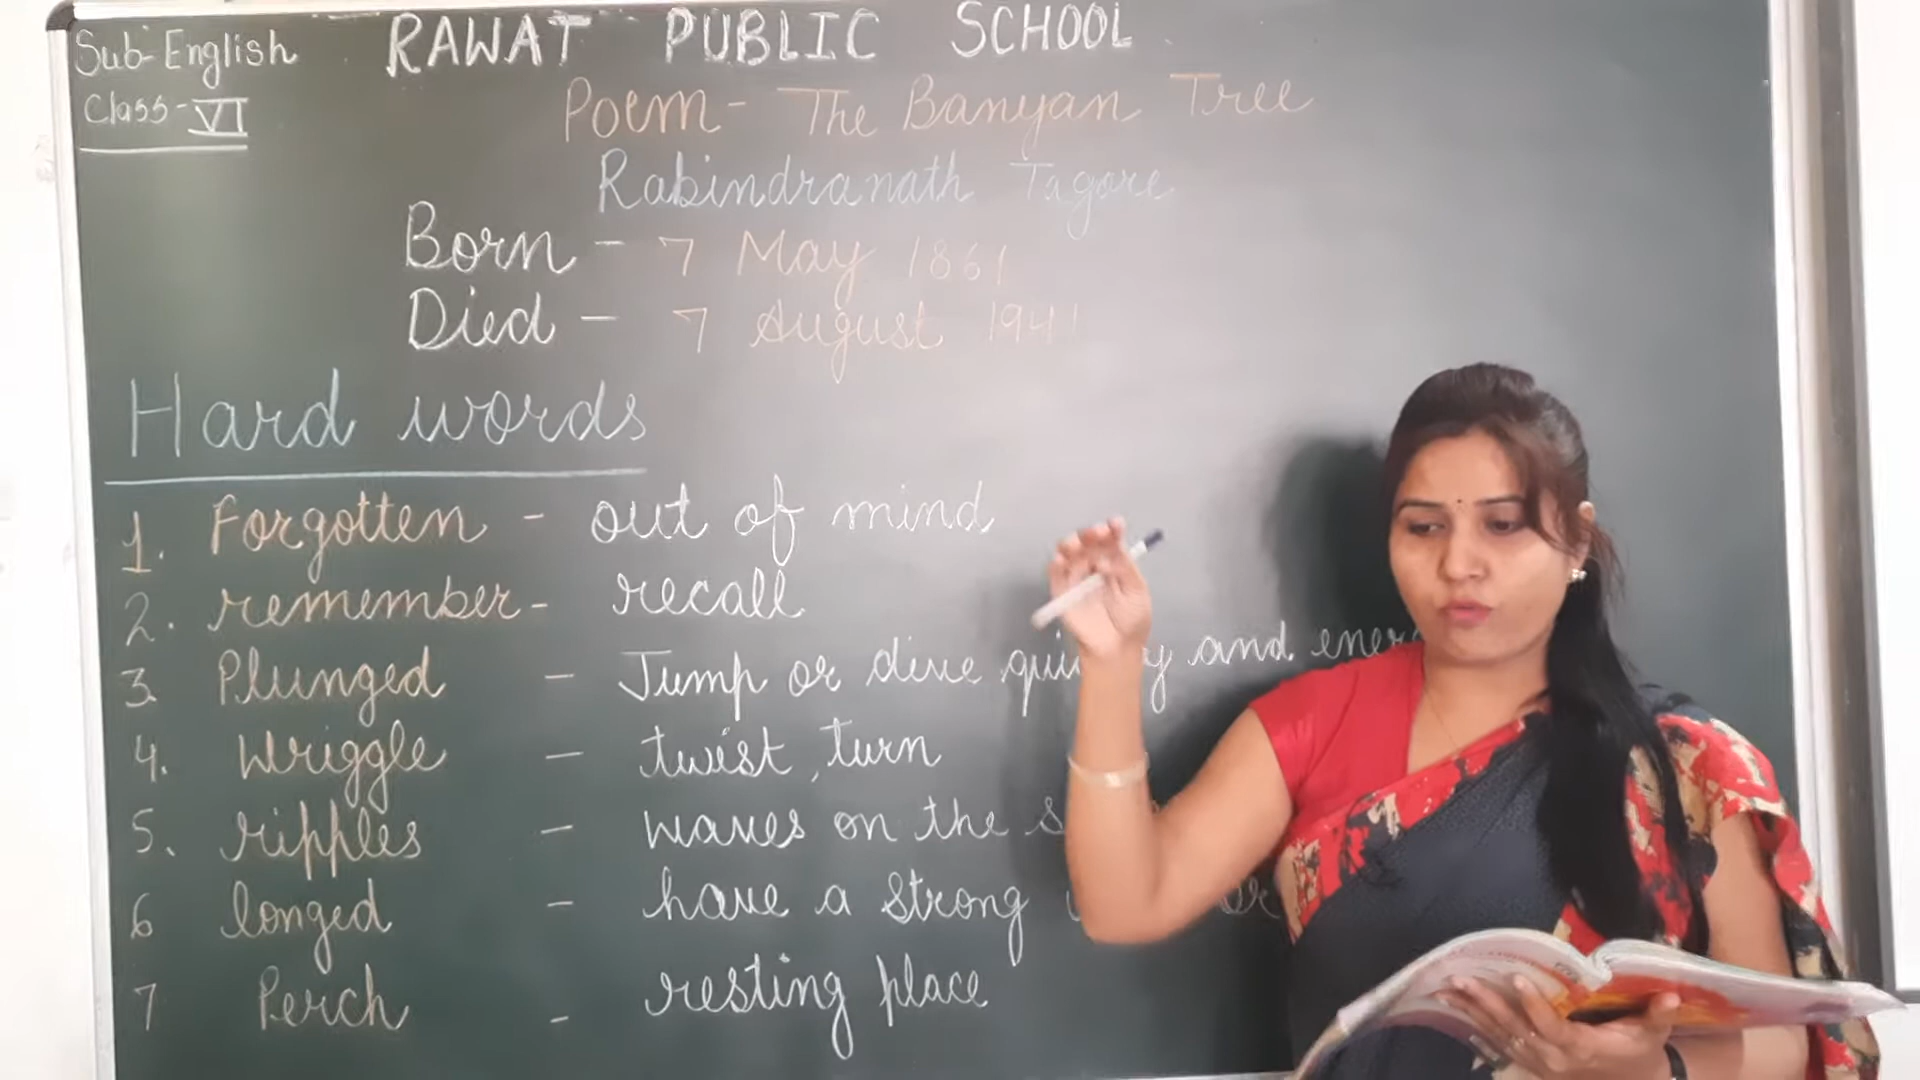 Sub- English
RAWAT PUBLIC SCHOOL
Class- VI
Poem- The Banyan Tree
Rabindranath Tagore
Born - 7 May 1861
Died - 7 August 1941
Hard words
1. Forgotten - out of mind
2. remember - recall
3. Plunged - Jump or dive and
4. Wriggle - twist, turn
5. ripples - waves on the
6 longed - have a strong
7 Perch - resting place